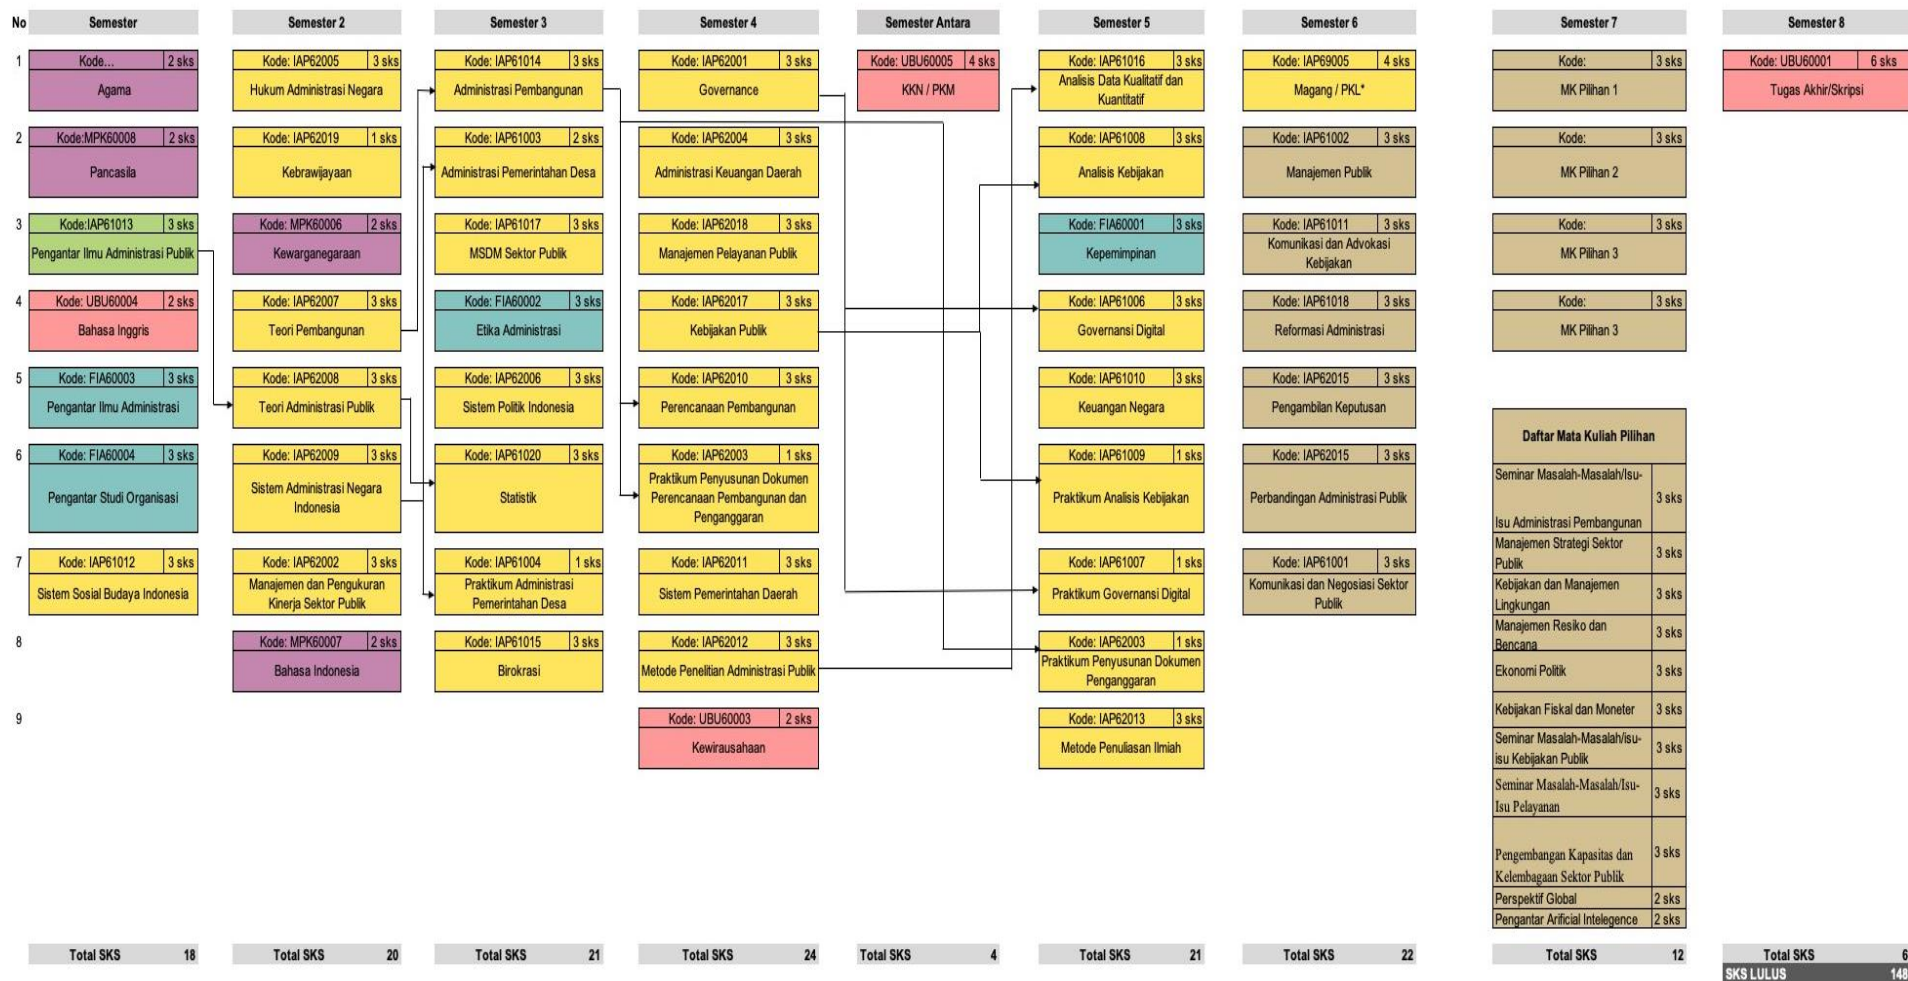 No
Semester
Semester 2
Semester 3
Semester 4
Semester Antara
Semester 5
Semester 6
Semester 7
Semester 8
1
Kode... 2 sks
Agama
Kode: IAP62005 3 sks
Hukum Administrasi Negara
Kode: IAP61014 3 sks
Administrasi Pembangunan
Kode: IAP62001 3 sks
Governance
Kode: UBU60005 4 sks
KKN / PKM
Kode: IAP61016 3 sks
Analisis Data Kualitatif dan
Kuantitatif
Kode: IAP69005 4 sks
Magang / PKL*
Kode: 3 sks
MK Pilihan 1
Kode: UBU60001 6 sks
Tugas Akhir/Skripsi
2
Kode:MPK60008 2 sks
Pancasila
Kode: IAP62019 1 sks
Kebrawijayaan
Kode: IAP61003 2 sks
Administrasi Pemerintahan Desa
Kode: IAP62004 3 sks
Administrasi Keuangan Daerah
Kode: IAP61008 3 sks
Analisis Kebijakan
Kode: IAP61002 3 sks
Manajemen Publik
Kode: 3 sks
MK Pilihan 2
3
Kode:IAP61013 3 sks
Pengantar Ilmu Administrasi Publik
Kode: MPK60006 2 sks
Kewarganegaraan
Kode: IAP61017 3 sks
MSDM Sektor Publik
Kode: IAP62018 3 sks
Manajemen Pelayanan Publik
Kode: FIA60001 3 sks
Kepemimpinan
Kode: IAP61011 3 sks
Komunikasi dan Advokasi
Kebijakan
Kode: 3 sks
MK Pilihan 3
4
Kode: UBU60004 2 sks
Bahasa Inggris
Kode: IAP62007 3 sks
Teori Pembangunan
Kode: FIA60002 3 sks
Etika Administrasi
Kode: IAP62017 3 sks
Kebijakan Publik
Kode: IAP61006 3 sks
Governansi Digital
Kode: IAP61018 3 sks
Reformasi Administrasi
Kode: 3 sks
MK Pilihan 3
5
Kode: FIA60003 3 sks
Pengantar Ilmu Administrasi
Kode: IAP62008 3 sks
Teori Administrasi Publik
Kode: IAP62006 3 sks
Sistem Politik Indonesia
Kode: IAP62010 3 sks
Perencanaan Pembangunan
Kode: IAP61010 3 sks
Keuangan Negara
Kode: IAP62015 3 sks
Pengambilan Keputusan
6
Kode: FIA60004 3 sks
Pengantar Studi Organisasi
Kode: IAP62009 3 sks
Sistem Administrasi Negara
Indonesia
Kode: IAP61020 3 sks
Statistik
Kode: IAP62003 1 sks
Praktikum Penyusunan Dokumen
Perencanaan Pembangunan dan
Penganggaran
Kode: IAP61009 1 sks
Praktikum Analisis Kebijakan
Kode: IAP62015 3 sks
Perbandingan Administrasi Publik
7
Kode: IAP61012 3 sks
Sistem Sosial Budaya Indonesia
Kode: IAP62002 3 sks
Manajemen dan Pengukuran
Kinerja Sektor Publik
Kode: IAP61004 1 sks
Praktikum Administrasi
Pemerintahan Desa
Kode: IAP62011 3 sks
Sistem Pemerintahan Daerah
Kode: IAP61007 1 sks
Praktikum Governansi Digital
Kode: IAP61001 3 sks
Komunikasi dan Negosiasi Sektor
Publik
8
Kode: MPK60007 2 sks
Bahasa Indonesia
Kode: IAP61015 3 sks
Birokrasi
Kode: IAP62012 3 sks
Metode Penelitian Administrasi Publik
Kode: IAP62003 1 sks
Praktikum Penyusunan Dokumen
Penganggaran
9
Kode: UBU60003 2 sks
Kewirausahaan
Kode: IAP62013 3 sks
Metode Penuliasan Ilmiah
Daftar Mata Kuliah Pilihan
Seminar Masalah-Masalah/Isu-
Isu Administrasi Pembangunan 3 sks
Manajemen Strategi Sektor
Publik 3 sks
Kebijakan dan Manajemen
Lingkungan 3 sks
Manajemen Resiko dan
Bencana 3 sks
Ekonomi Politik 3 sks
Kebijakan Fiskal dan Moneter 3 sks
Seminar Masalah-Masalah/isu-
isu Kebijakan Publik 3 sks
Seminar Masalah-Masalah/Isu-
Isu Pelayanan 3 sks
Pengembangan Kapasitas dan
Kelembagaan Sektor Publik 3 sks
Perspektif Global 2 sks
Pengantar Arificial Intelegence 2 sks
Total SKS 18
Total SKS 20
Total SKS 21
Total SKS 24
Total SKS 4
Total SKS 21
Total SKS 22
Total SKS 12
Total SKS 6
SKS LULUS 148